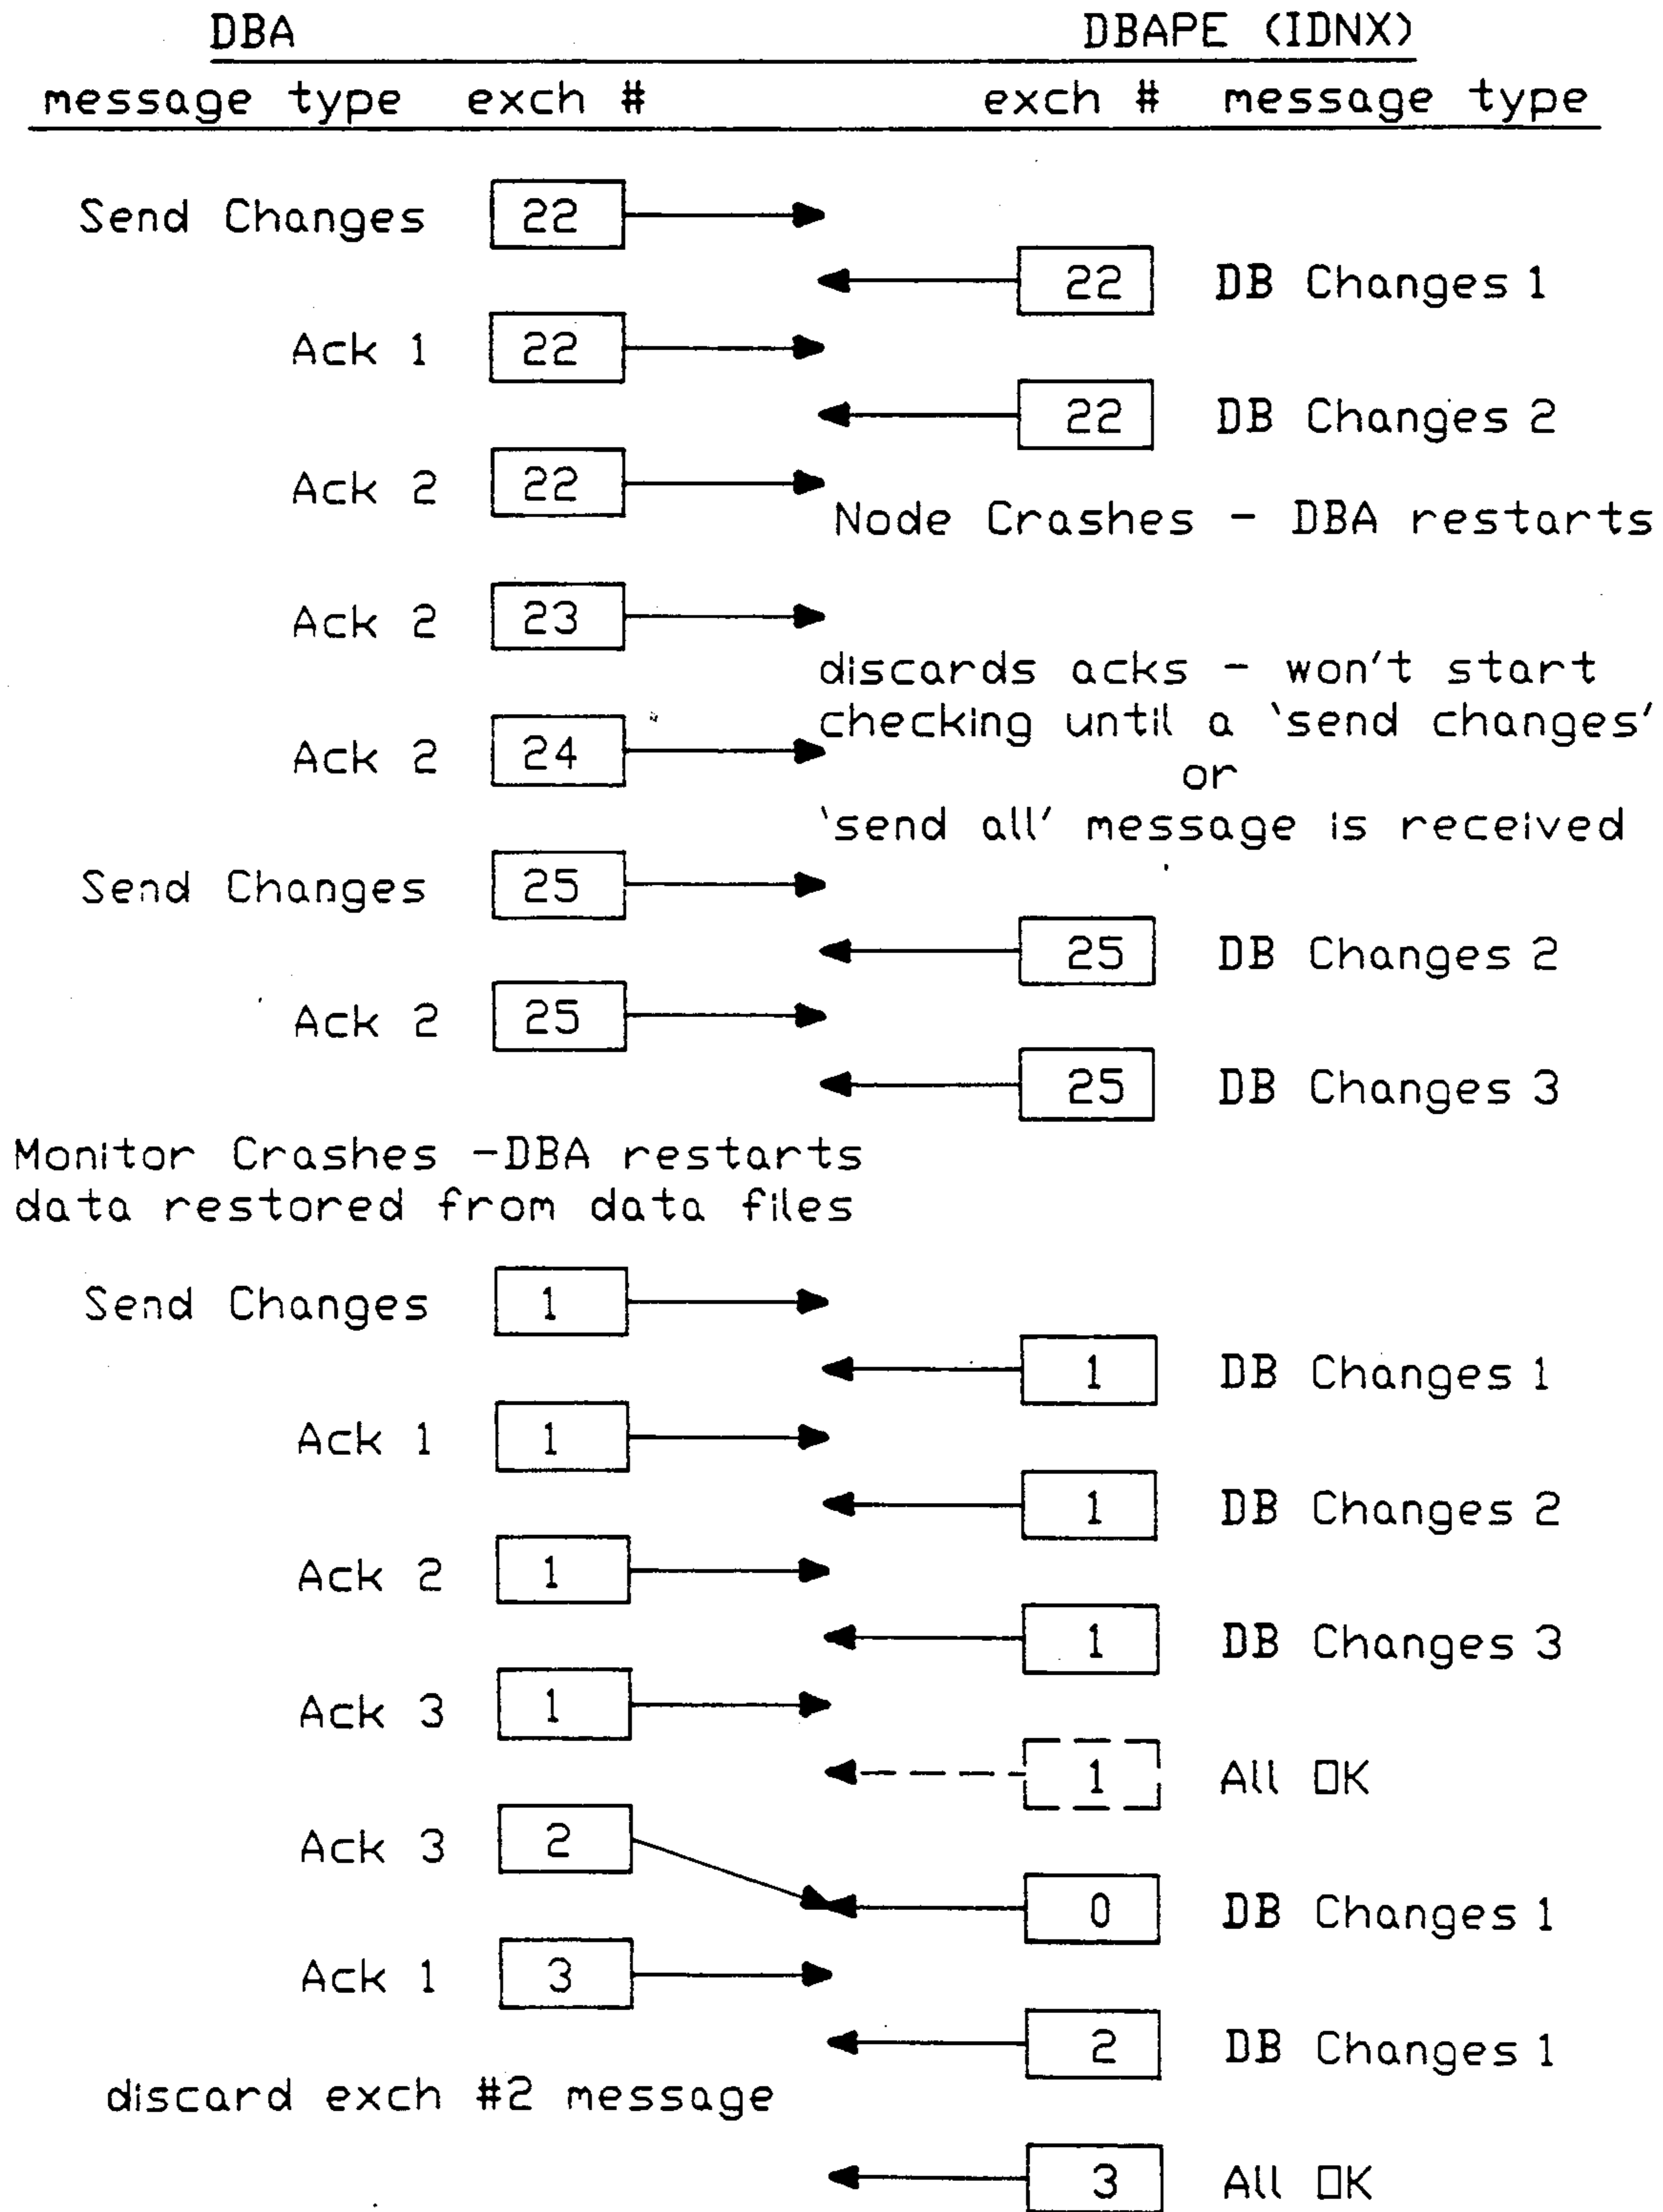 DBA DBAPE (IDNX)
message type exch # exch # message type
Send Changes 22
22 DB Changes 1
Ack 1 22
22 DB Changes 2
Ack 2 22
Node Crashes - DBA restarts
Ack 2 23
discards acks - won't start
checking until a 'send changes'
Ack 2 24
or
'send all' message is received
Send Changes 25
25 DB Changes 2
Ack 2 25
25 DB Changes 3
Monitor Crashes -DBA restarts
data restored from data files
Send Changes 1
1 DB Changes 1
Ack 1 1
1 DB Changes 2
Ack 2 1
1 DB Changes 3
Ack 3 1
1 All OK
Ack 3 2
0 DB Changes 1
Ack 1 3
2 DB Changes 1
discard exch #2 message
3 All OK